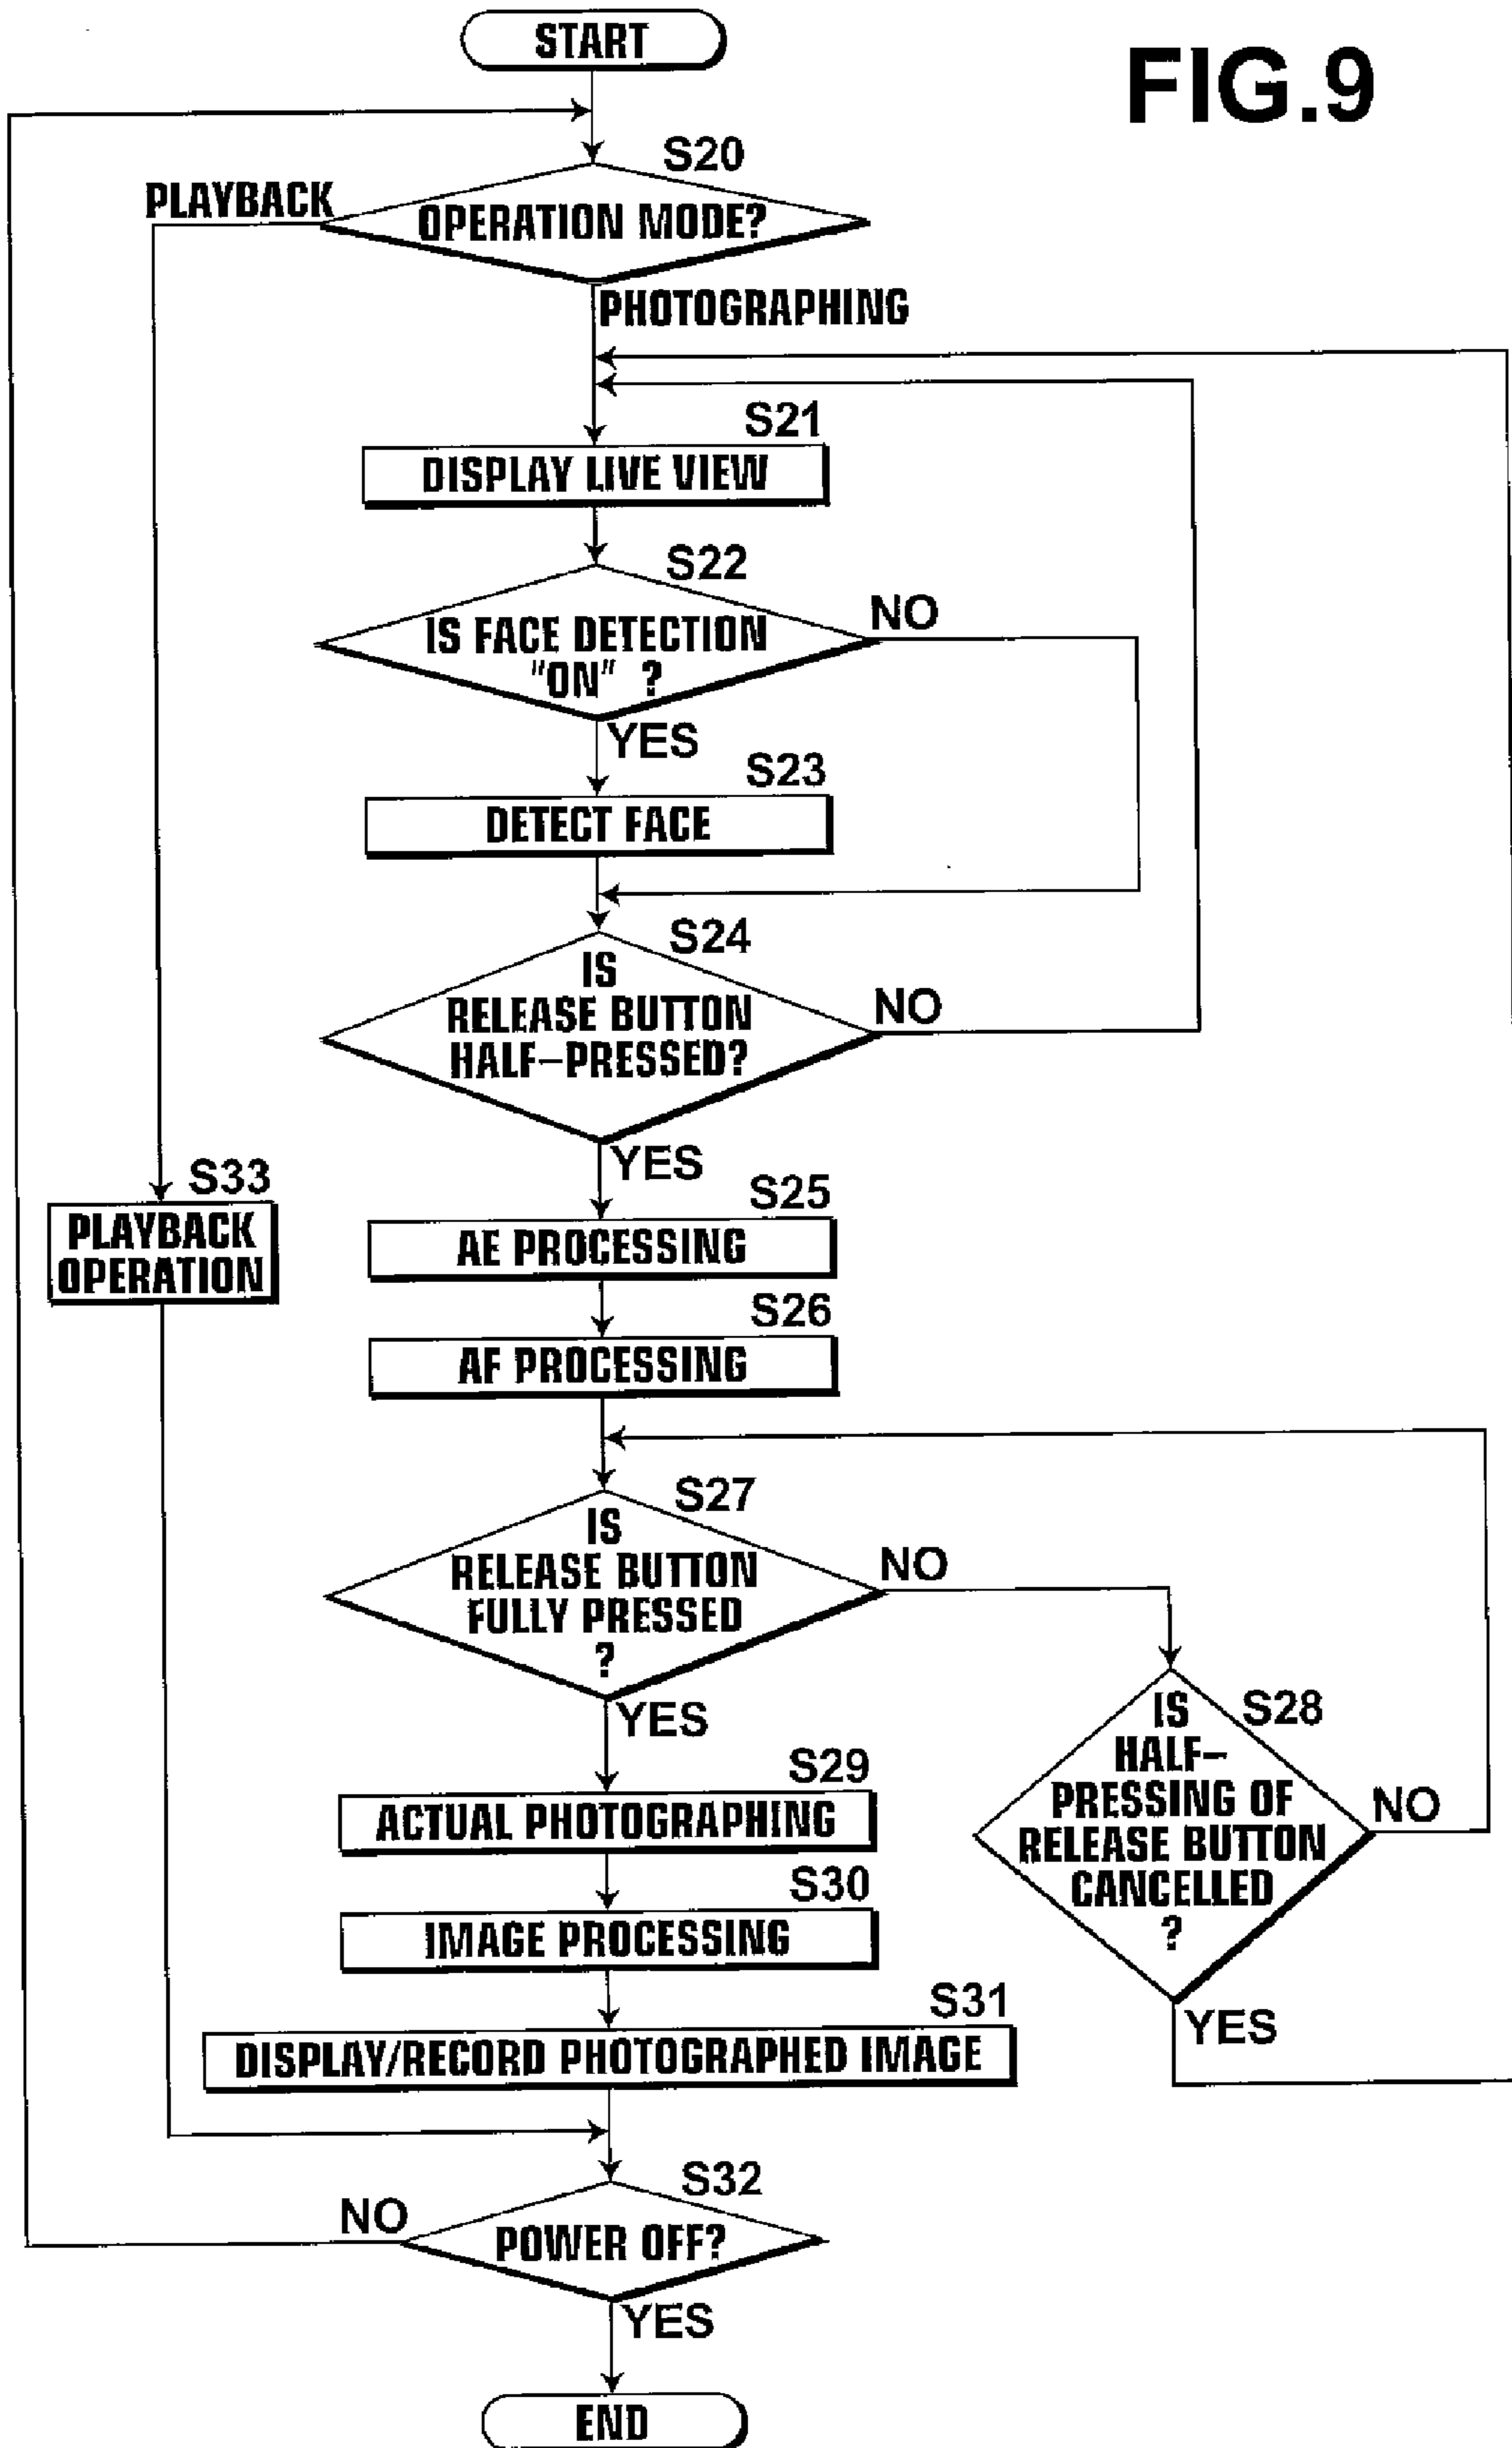 START
FIG.9
S20
PLAYBACK
OPERATION MODE?
PHOTOGRAPHING
S21
DISPLAY LIVE VIEW
S22
NO
IS FACE DETECTION
"ON" ?
YES
S23
DETECT FACE
S24
IS
NO
RELEASE BUTTON
HALF-PRESSED?
YES
S33
PLAYBACK
OPERATION
S25
AE PROCESSING
S26
AF PROCESSING
S27
IS
RELEASE BUTTON
FULLY PRESSED
?
NO
YES
S28
IS
HALF-
PRESSING OF
RELEASE BUTTON
CANCELLED
?
NO
YES
S29
ACTUAL PHOTOGRAPHING
S30
IMAGE PROCESSING
S31
DISPLAY/RECORD PHOTOGRAPHED IMAGE
S32
NO
POWER OFF?
YES
END